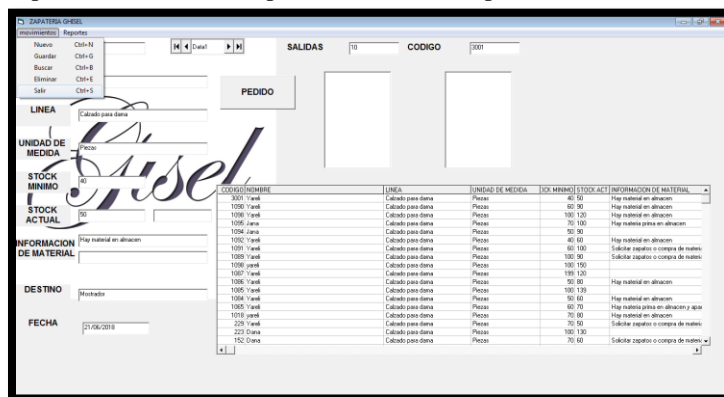 ZAPATERIA GHISEL
movimientos Reportes
Nuevo Ctrl+N
Guardar Ctrl+G
Buscar Ctrl+B
Eliminar Ctrl+E
Salir Ctrl+S
Data1
SALIDAS 10 CODIGO 3001
PEDIDO
LINEA Calzado para dama
UNIDAD DE MEDIDA Piezas
STOCK MINIMO 40
STOCK ACTUAL 50
INFORMACION DE MATERIAL Hay material en almacen
DESTINO Mostrador
FECHA 21/06/2018
Gisel
CODIGO NOMBRE LINEA UNIDAD DE MEDIDA OCK MINIMO STOCK ACT INFORMACION DE MATERIAL
3001 Yareli Calzado para dama Piezas 40 50 Hay material en almacen
1090 Yareli Calzado para dama Piezas 60 90 Hay material en almacen
1098 Yareli Calzado para dama Piezas 100 120 Hay material en almacen
1095 Jana Calzado para dama Piezas 70 100 Hay materia prima en almacen
1094 Jana Calzado para dama Piezas 50 90
1092 Yareli Calzado para dama Piezas 40 60 Hay material en almacen
1091 Yareli Calzado para dama Piezas 60 100 Solicitar zapatos o compra de materia
1089 Yareli Calzado para dama Piezas 100 90 Solicitar zapatos o compra de materia
1098 yareli Calzado para dama Piezas 100 150
1087 Yareli Calzado para dama Piezas 199 120
1086 Yareli Calzado para dama Piezas 50 80 Hay material en almacen
1085 Yareli Calzado para dama Piezas 100 139
1084 Yareli Calzado para dama Piezas 50 60 Hay material en almacen
1065 Yareli Calzado para dama Piezas 60 70 Hay materia prima en almacen y apar
1018 yareli Calzado para dama Piezas 70 80 Hay material en almacen
229 Yareli Calzado para dama Piezas 70 50 Solicitar zapatos o compra de materia
223 Dana Calzado para dama Piezas 100 130
152 Dana Calzado para dama Piezas 70 60 Solicitar zapatos o compra de materia